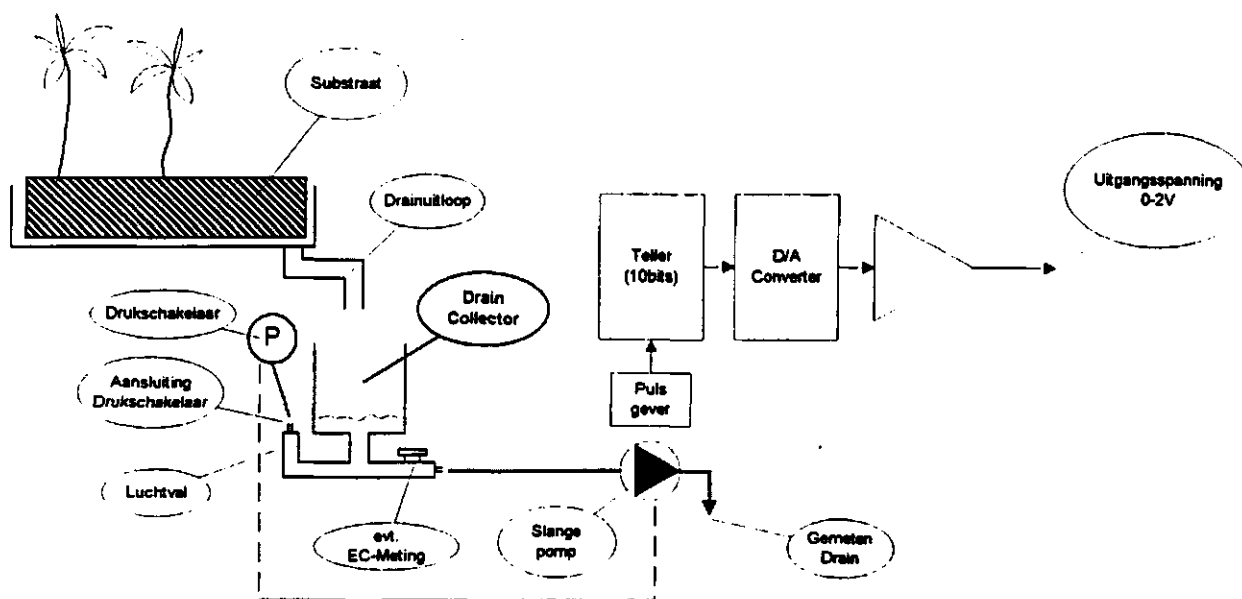 Substraat
Drainuitloop
Uitgangsspanning
0-2V
Teller
(10bits)
D/A
Converter
Drukschakelaar
P
Drain
Collector
Aansluiting
Drukschakelaar
Puls
gever
Luchtval
evt.
EC-Meting
Slange
pomp
Gemeten
Drain